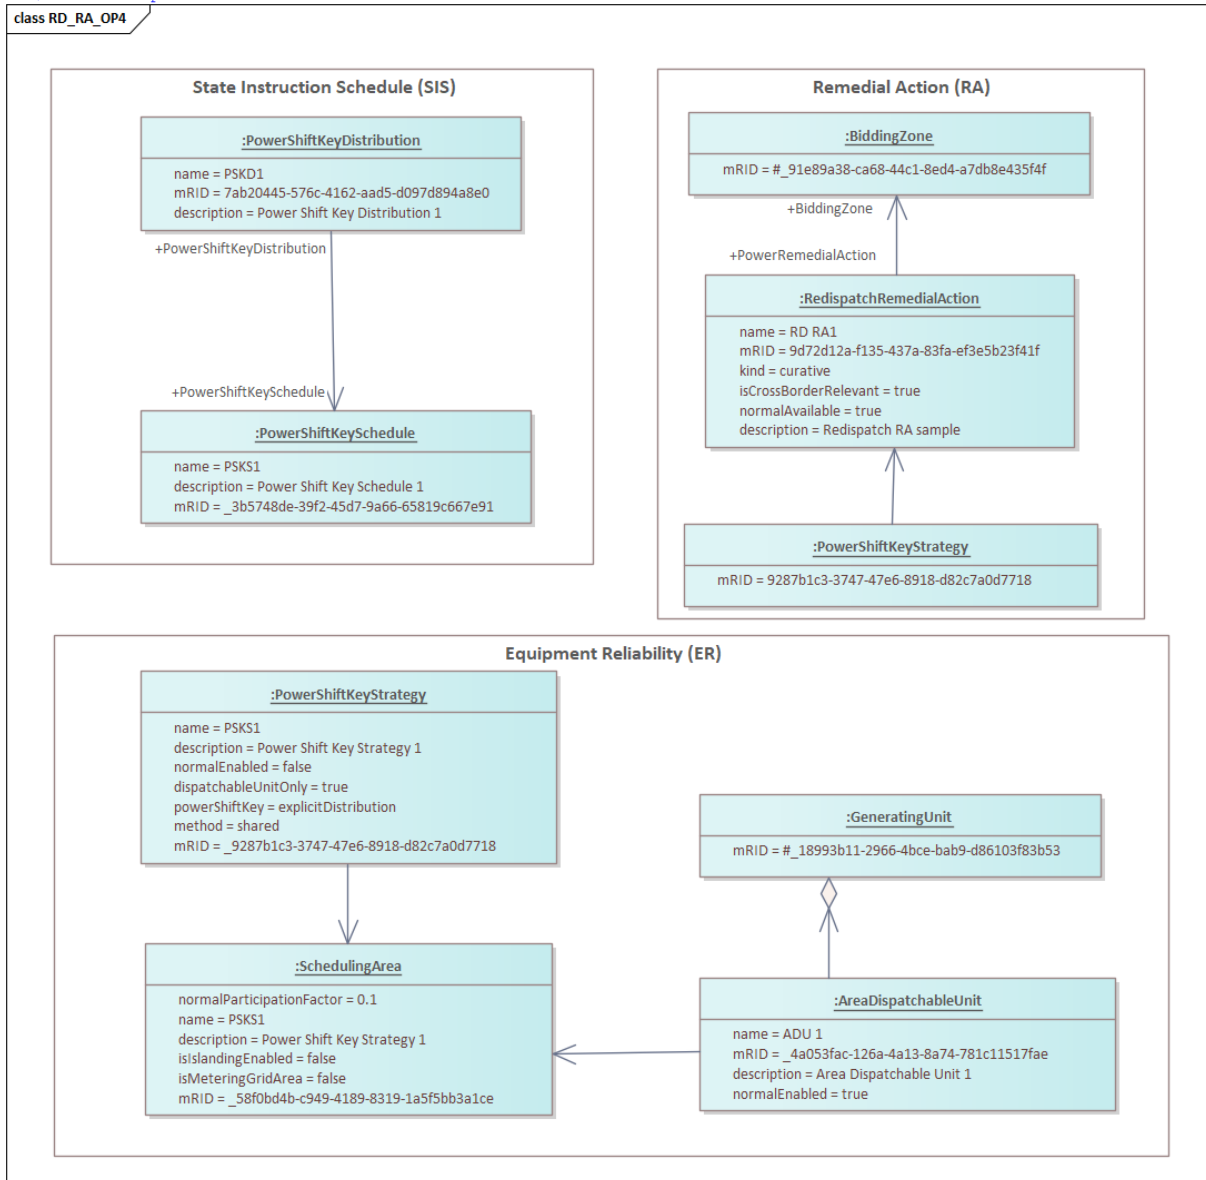 class RD_RA_OP4
State Instruction Schedule (SIS)
:PowerShiftKeyDistribution
name = PSKD1
mRID = 7ab20445-576c-4162-aad5-d097d894a8e0
description = Power Shift Key Distribution 1
+PowerShiftKeyDistribution
+PowerShiftKeySchedule
:PowerShiftKeySchedule
name = PSKS1
description = Power Shift Key Schedule 1
mRID = _3b5748de-39f2-45d7-9a66-65819c667e91
Remedial Action (RA)
:BiddingZone
mRID = #_91e89a38-ca68-44c1-8ed4-a7db8e435f4f
+BiddingZone
+PowerRemedialAction
:RedispatchRemedialAction
name = RD RA1
mRID = 9d72d12a-f135-437a-83fa-ef3e5b23f41f
kind = curative
isCrossBorderRelevant = true
normalAvailable = true
description = Redispatch RA sample
:PowerShiftKeyStrategy
mRID = 9287b1c3-3747-47e6-8918-d82c7a0d7718
Equipment Reliability (ER)
:PowerShiftKeyStrategy
name = PSKS1
description = Power Shift Key Strategy 1
normalEnabled = false
dispatchableUnitOnly = true
powerShiftKey = explicitDistribution
method = shared
mRID = _9287b1c3-3747-47e6-8918-d82c7a0d7718
:SchedulingArea
normalParticipationFactor = 0.1
name = PSKS1
description = Power Shift Key Strategy 1
isIslandingEnabled = false
isMeteringGridArea = false
mRID = _58f0bd4b-c949-4189-8319-1a5f5bb3a1ce
:GeneratingUnit
mRID = #_18993b11-2966-4bce-bab9-d86103f83b53
:AreaDispatchableUnit
name = ADU 1
mRID = _4a053fac-126a-4a13-8a74-781c11517fae
description = Area Dispatchable Unit 1
normalEnabled = true